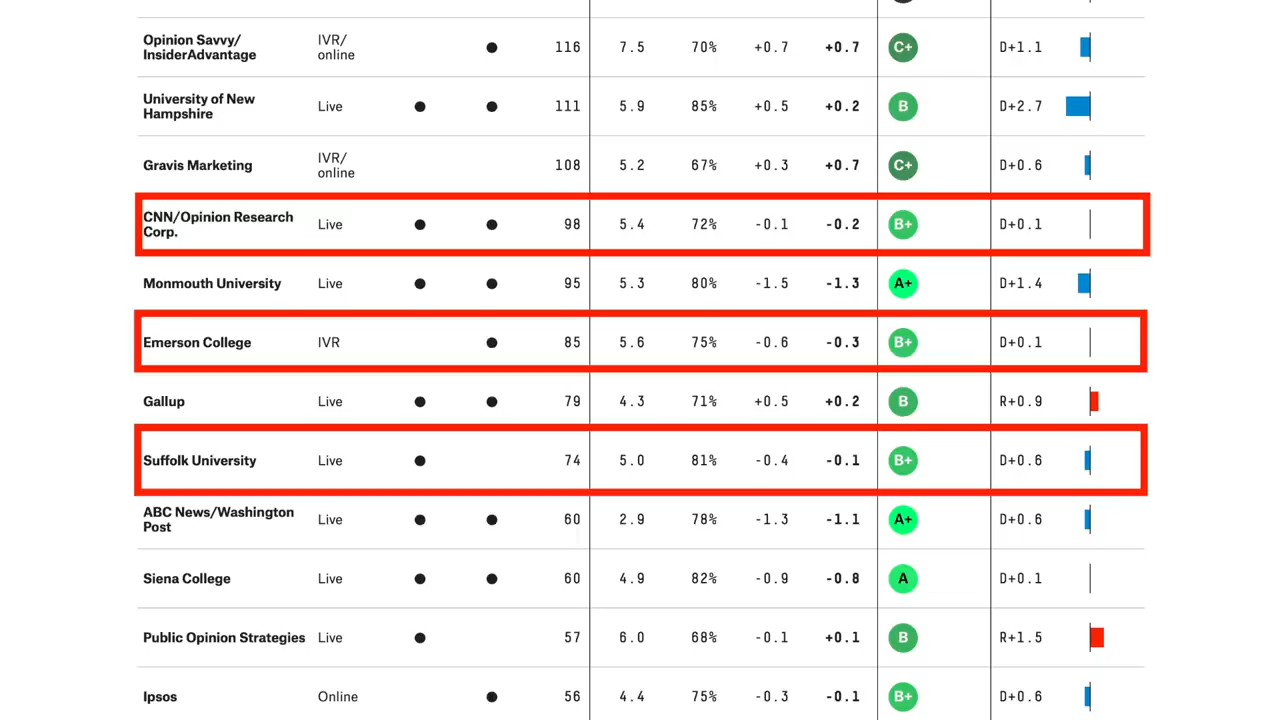 Opinion Savvy/ IVR/ ● 116 7.5 70% +0.7 +0.7 C+ D+1.1
InsiderAdvantage online
University of New Live ● ● 111 5.9 85% +0.5 +0.2 B D+2.7
Hampshire
Gravis Marketing IVR/ 108 5.2 67% +0.3 +0.7 C+ D+0.6
online
CNN/Opinion Research Live ● ● 98 5.4 72% -0.1 -0.2 B+ D+0.1
Corp.
Monmouth University Live ● ● 95 5.3 80% -1.5 -1.3 A+ D+1.4
Emerson College IVR ● 85 5.6 75% -0.6 -0.3 B+ D+0.1
Gallup Live ● ● 79 4.3 71% +0.5 +0.2 B R+0.9
Suffolk University Live ● 74 5.0 81% -0.4 -0.1 B+ D+0.6
ABC News/Washington Live ● ● 60 2.9 78% -1.3 -1.1 A+ D+0.6
Post
Siena College Live ● ● 60 4.9 82% -0.9 -0.8 A D+0.1
Public Opinion Strategies Live ● 57 6.0 68% -0.1 +0.1 B R+1.5
Ipsos Online ● 56 4.4 75% -0.3 -0.1 B+ D+0.6